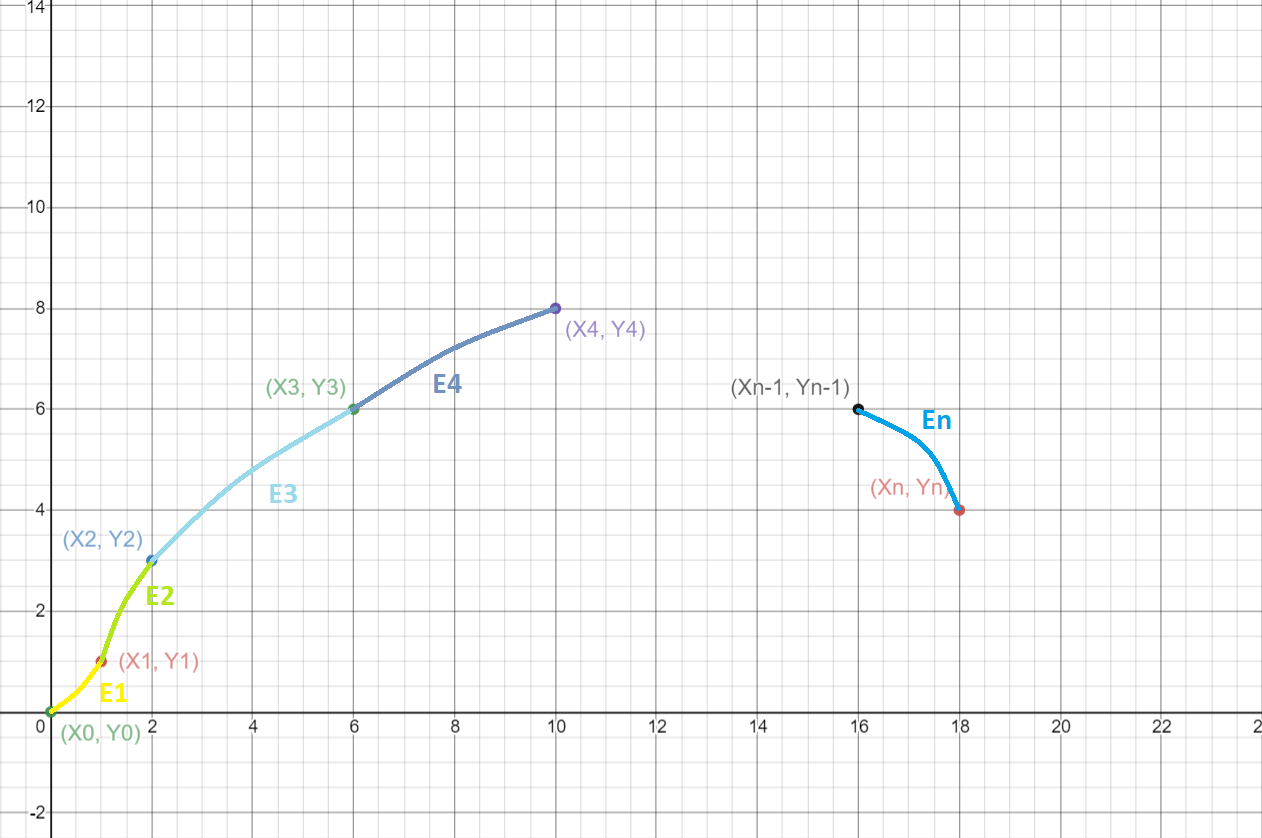 14
12
10
8
(X4, Y4)
(X3, Y3)
E4
(Xn-1, Yn-1)
6
En
E3
(Xn, Yn)
4
(X2, Y2)
E2
2
(X1, Y1)
E1
0
(X0, Y0)
2 4 6 8 10 12 14 16 18 20 22 2
-2